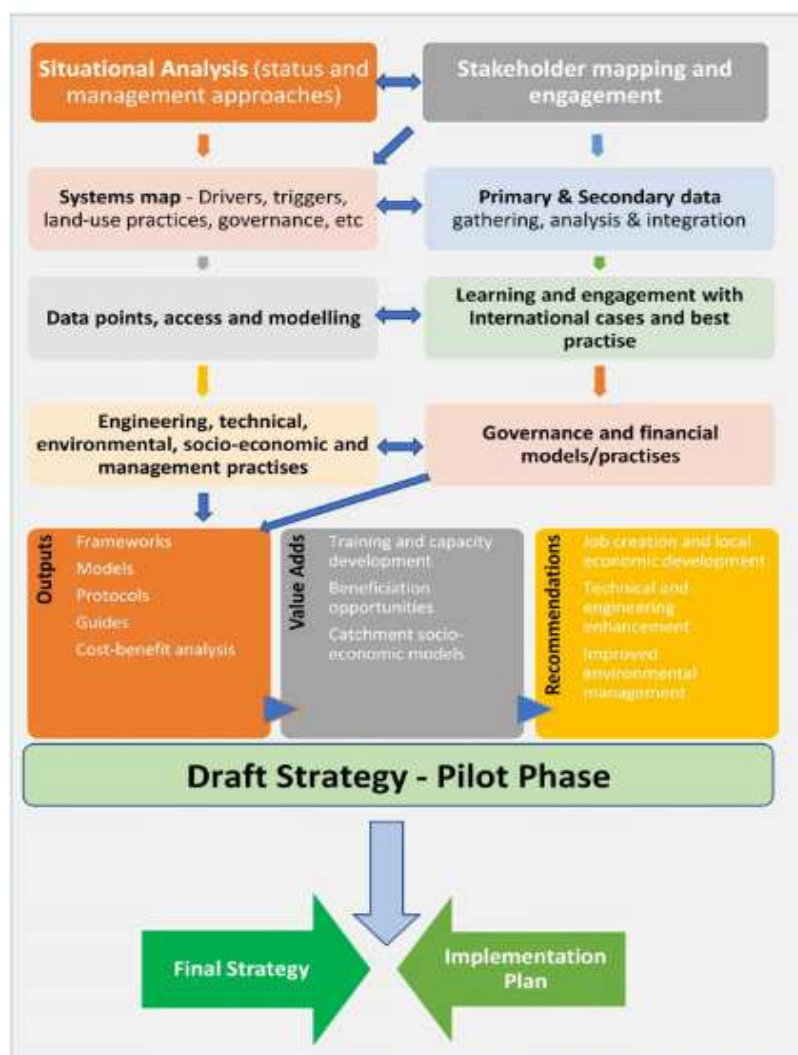 Situational Analysis (status and
management approaches)
Stakeholder mapping and
engagement
Systems map - Drivers, triggers,
land-use practices, governance, etc
Primary & Secondary data
gathering, analysis & integration
Data points, access and modelling
Learning and engagement with
International cases and best
practise
Engineering, technical,
environmental, socio-economic and
management practises
Governance and financial
models/practises
Outputs
Frameworks
Models
Protocols
Guides
Cost-benefit analysis
Value Adds
Training and capacity
development
Beneficiation
opportunities
Catchment socio-
economic models
Recommendations
Job creation and local
economic development
Technical and
engineering
enhancement
Improved
environmental
management
Draft Strategy - Pilot Phase
Final Strategy
Implementation
Plan